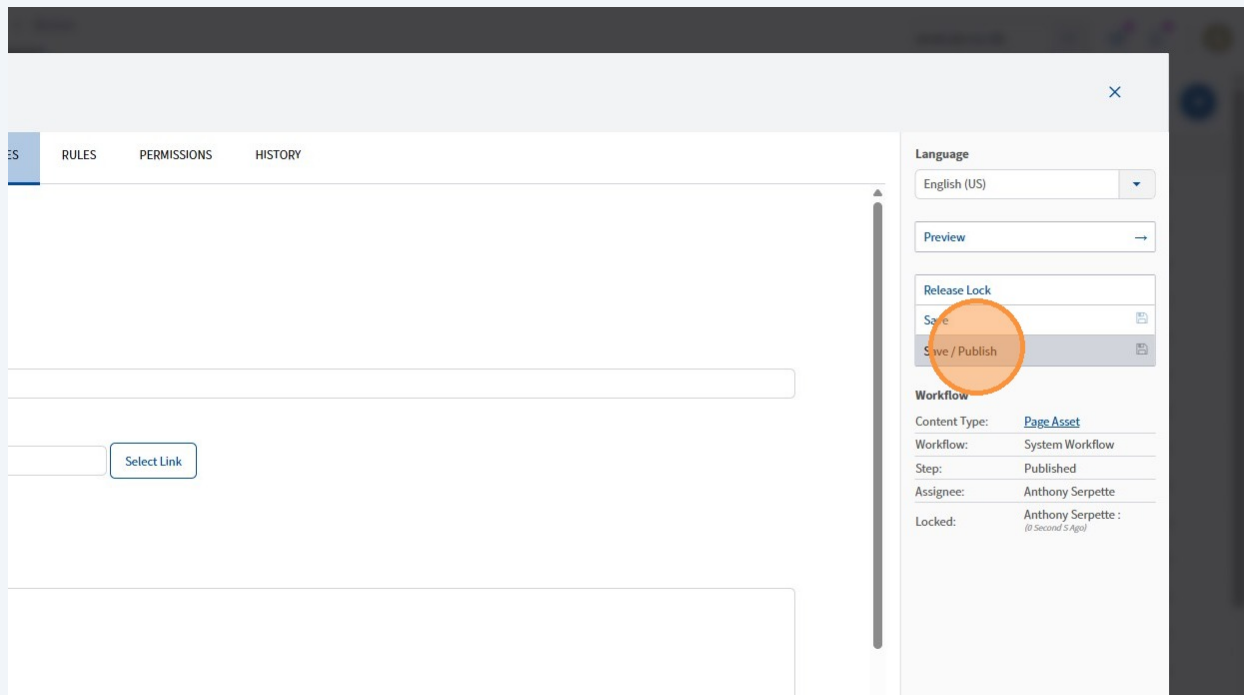 ES RULES PERMISSIONS HISTORY
Select Link
Language
English (US)
Preview →
Release Lock
Save
Save / Publish
Workflow
Content Type: Page Asset
Workflow: System Workflow
Step: Published
Assignee: Anthony Serpette
Locked: Anthony Serpette :
(0 Second S Ago)